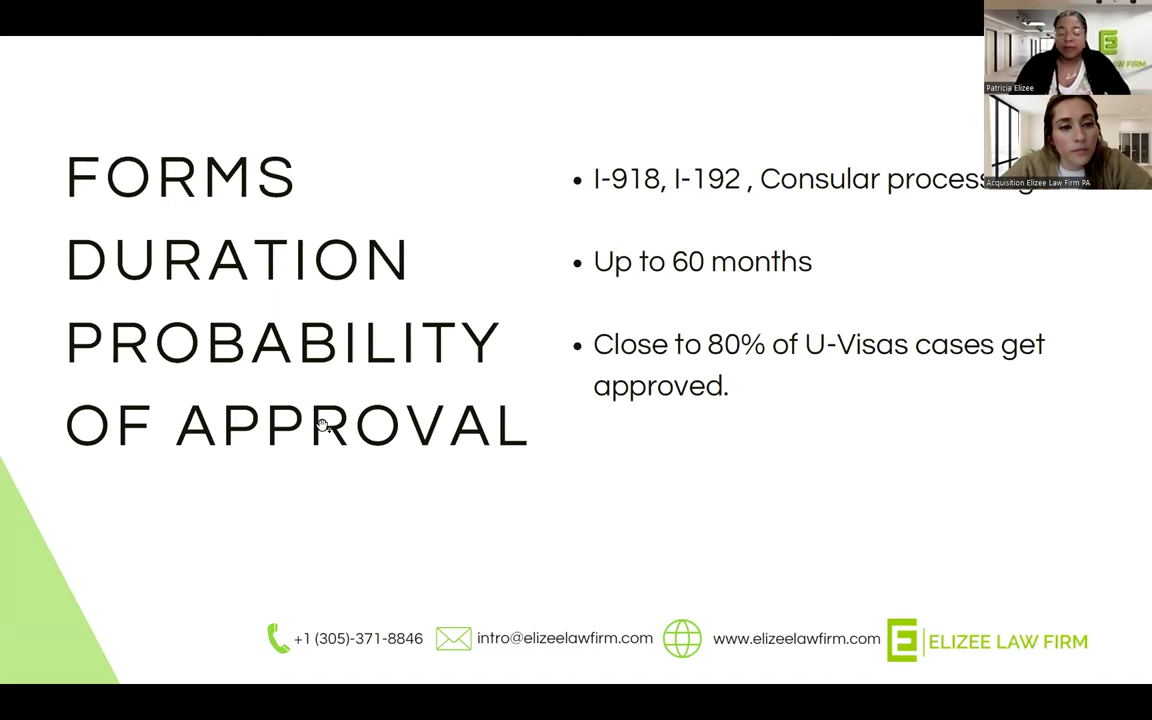 Patricia Elizee
LAW FIRM
Acquisition Elizee Law Firm PA
FORMS
DURATION
PROBABILITY
OF APPROVAL
• I-918, I-192 , Consular
• Up to 60 months
• Close to 80% of U-Visas cases get
approved.
+1 (305)-371-8846
intro@elizeelawfirm.com
www.elizeelawfirm.com
E ELIZEE LAW FIRM